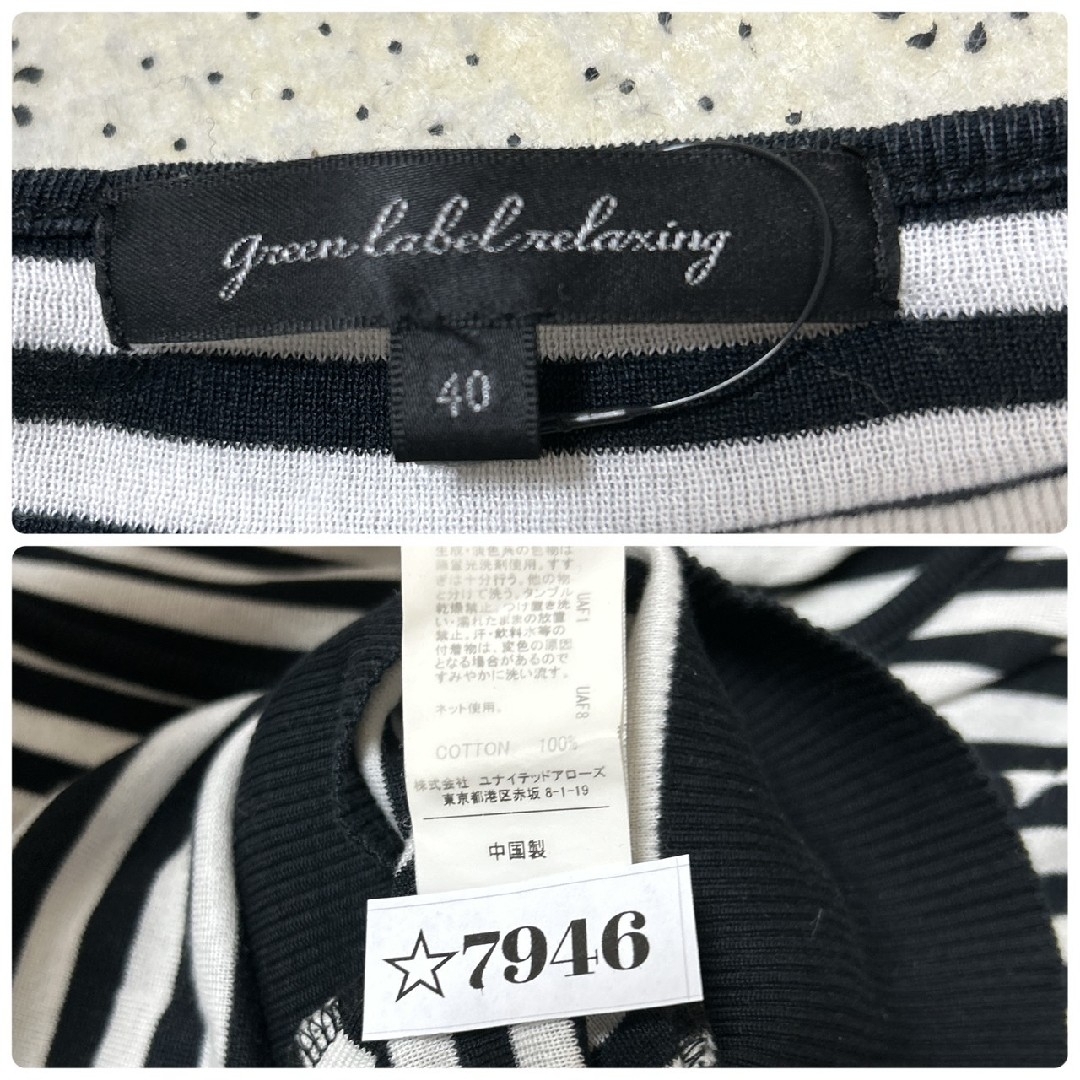 green label relaxing
40
生成・淡色具の色物は
蛍光洗剤使用。すす
ぎは十分行う。他の物
と分けて洗う。タンブル
乾燥禁止。つけ置き洗
い・濡れたままの放置
禁止。汗・飲料水等の
付着物は、変色の原因
となる場合があるので
すみやかに洗い流す。
ネット使用。
UAF1
UAF8
COTTON 100%
株式会社 ユナイテッドアローズ
東京都港区赤坂 8-1-19
中国製
☆7946